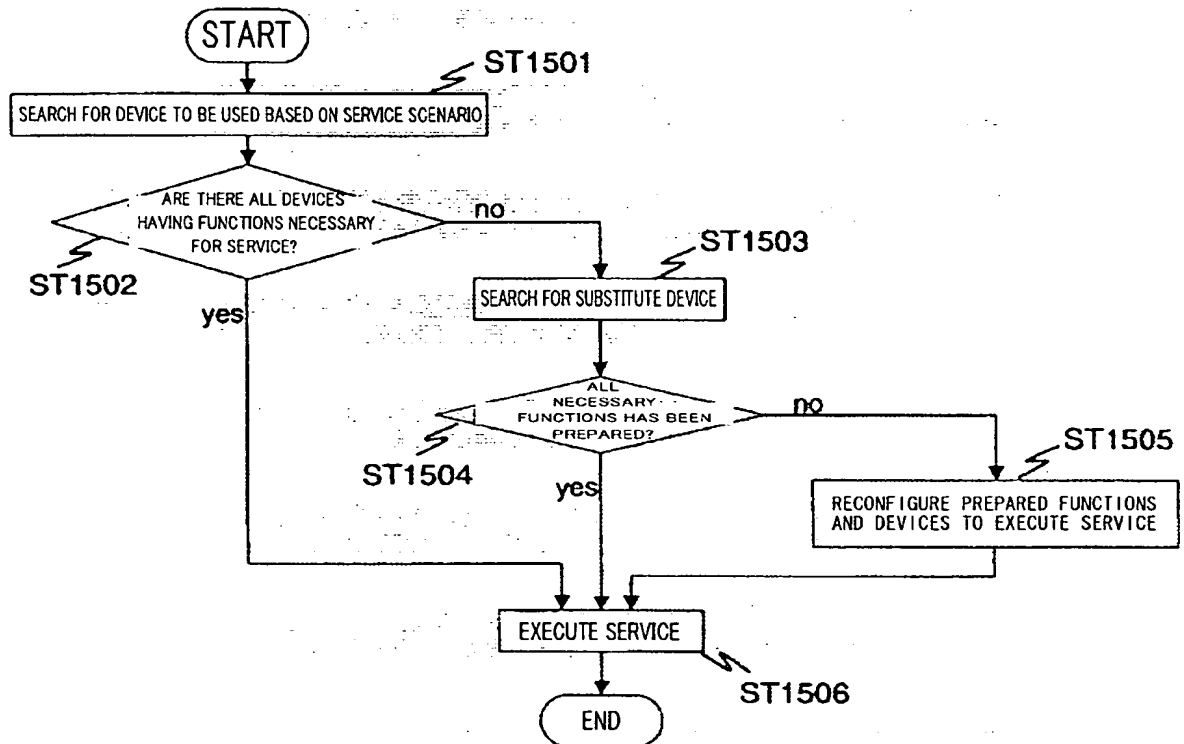 START
ST1501
SEARCH FOR DEVICE TO BE USED BASED ON SERVICE SCENARIO
ARE THERE ALL DEVICES
HAVING FUNCTIONS NECESSARY
FOR SERVICE?
no
ST1502
ST1503
SEARCH FOR SUBSTITUTE DEVICE
yes
ALL
NECESSARY
FUNCTIONS HAS BEEN
PREPARED?
no
ST1504
yes
ST1505
RECONFIGURE PREPARED FUNCTIONS
AND DEVICES TO EXECUTE SERVICE
EXECUTE SERVICE
ST1506
END